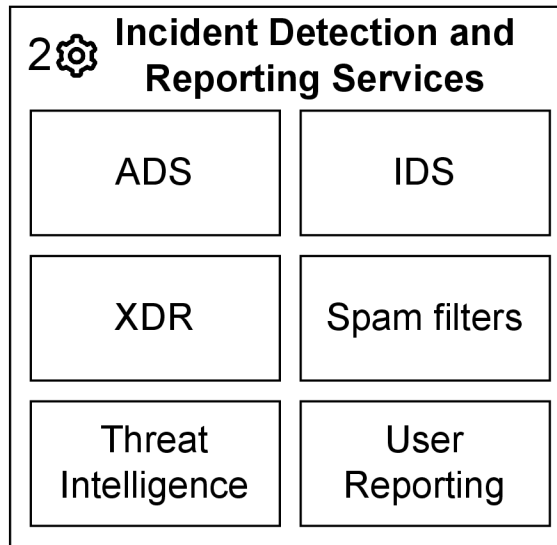 2 Incident Detection and
Reporting Services
ADS
IDS
XDR
Spam filters
Threat
Intelligence
User
Reporting